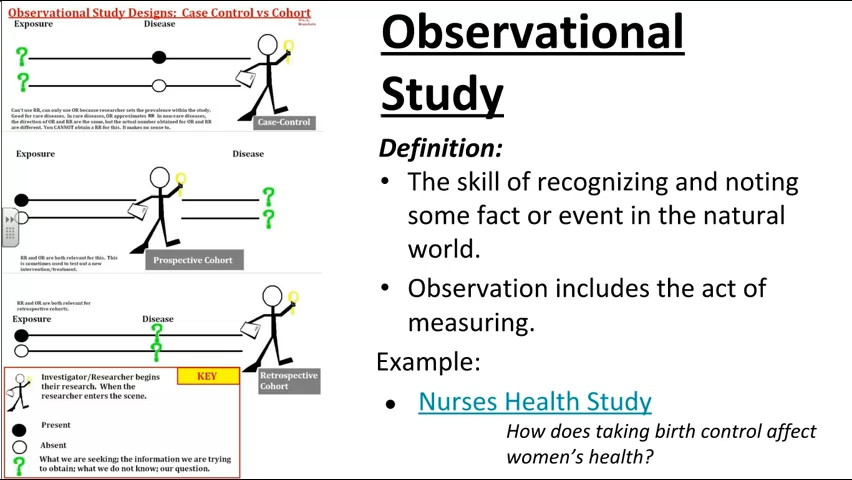 Observational Study Designs: Case Control vs Cohort
Exposure
Disease
?
?
Can't use RR, can only use OR because researcher sets the prevalence within the study.
Good for rare diseases. In rare diseases, OR approximates RR In non-rare diseases,
the direction of OR and RR are the same, but the actual number obtained for OR and RR
are different. You CANNOT obtain a RR for this. It makes no sense to.
Case-Control
Exposure
Disease
?
?
RR and OR are both relevant for this. This
is sometimes used to test out a new
intervention/treatment.
Prospective Cohort
RR and OR are both relevant for
retrospective cohorts.
Exposure
Disease
?
?
Retrospective
Cohort
KEY
Investigator/Researcher begins
their research. When the
researcher enters the scene.
Present
Absent
?
What we are seeking; the information we are trying
to obtain; what we do not know; our question.
Observational
Study
Definition:
• The skill of recognizing and noting
some fact or event in the natural
world.
• Observation includes the act of
measuring.
Example:
• Nurses Health Study
How does taking birth control affect
women's health?